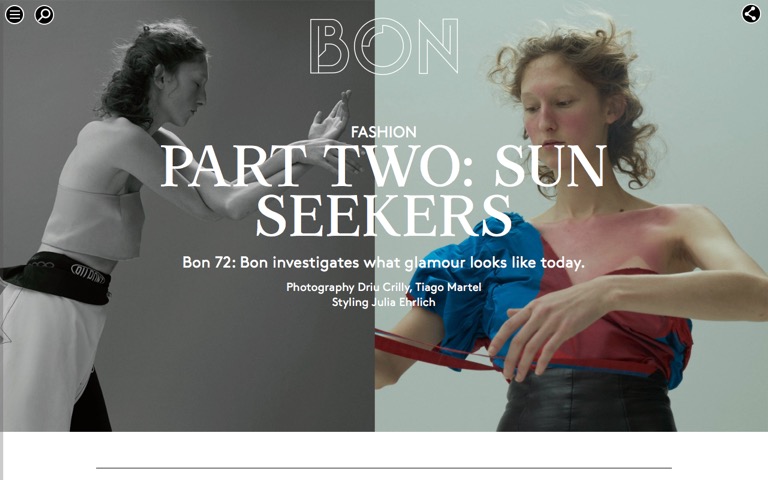 BON
FASHION
PART TWO: SUN
SEEKERS
Bon 72: Bon investigates what glamour looks like today.
Photography Driu Crilly, Tiago Martel
Styling Julia Ehrlich